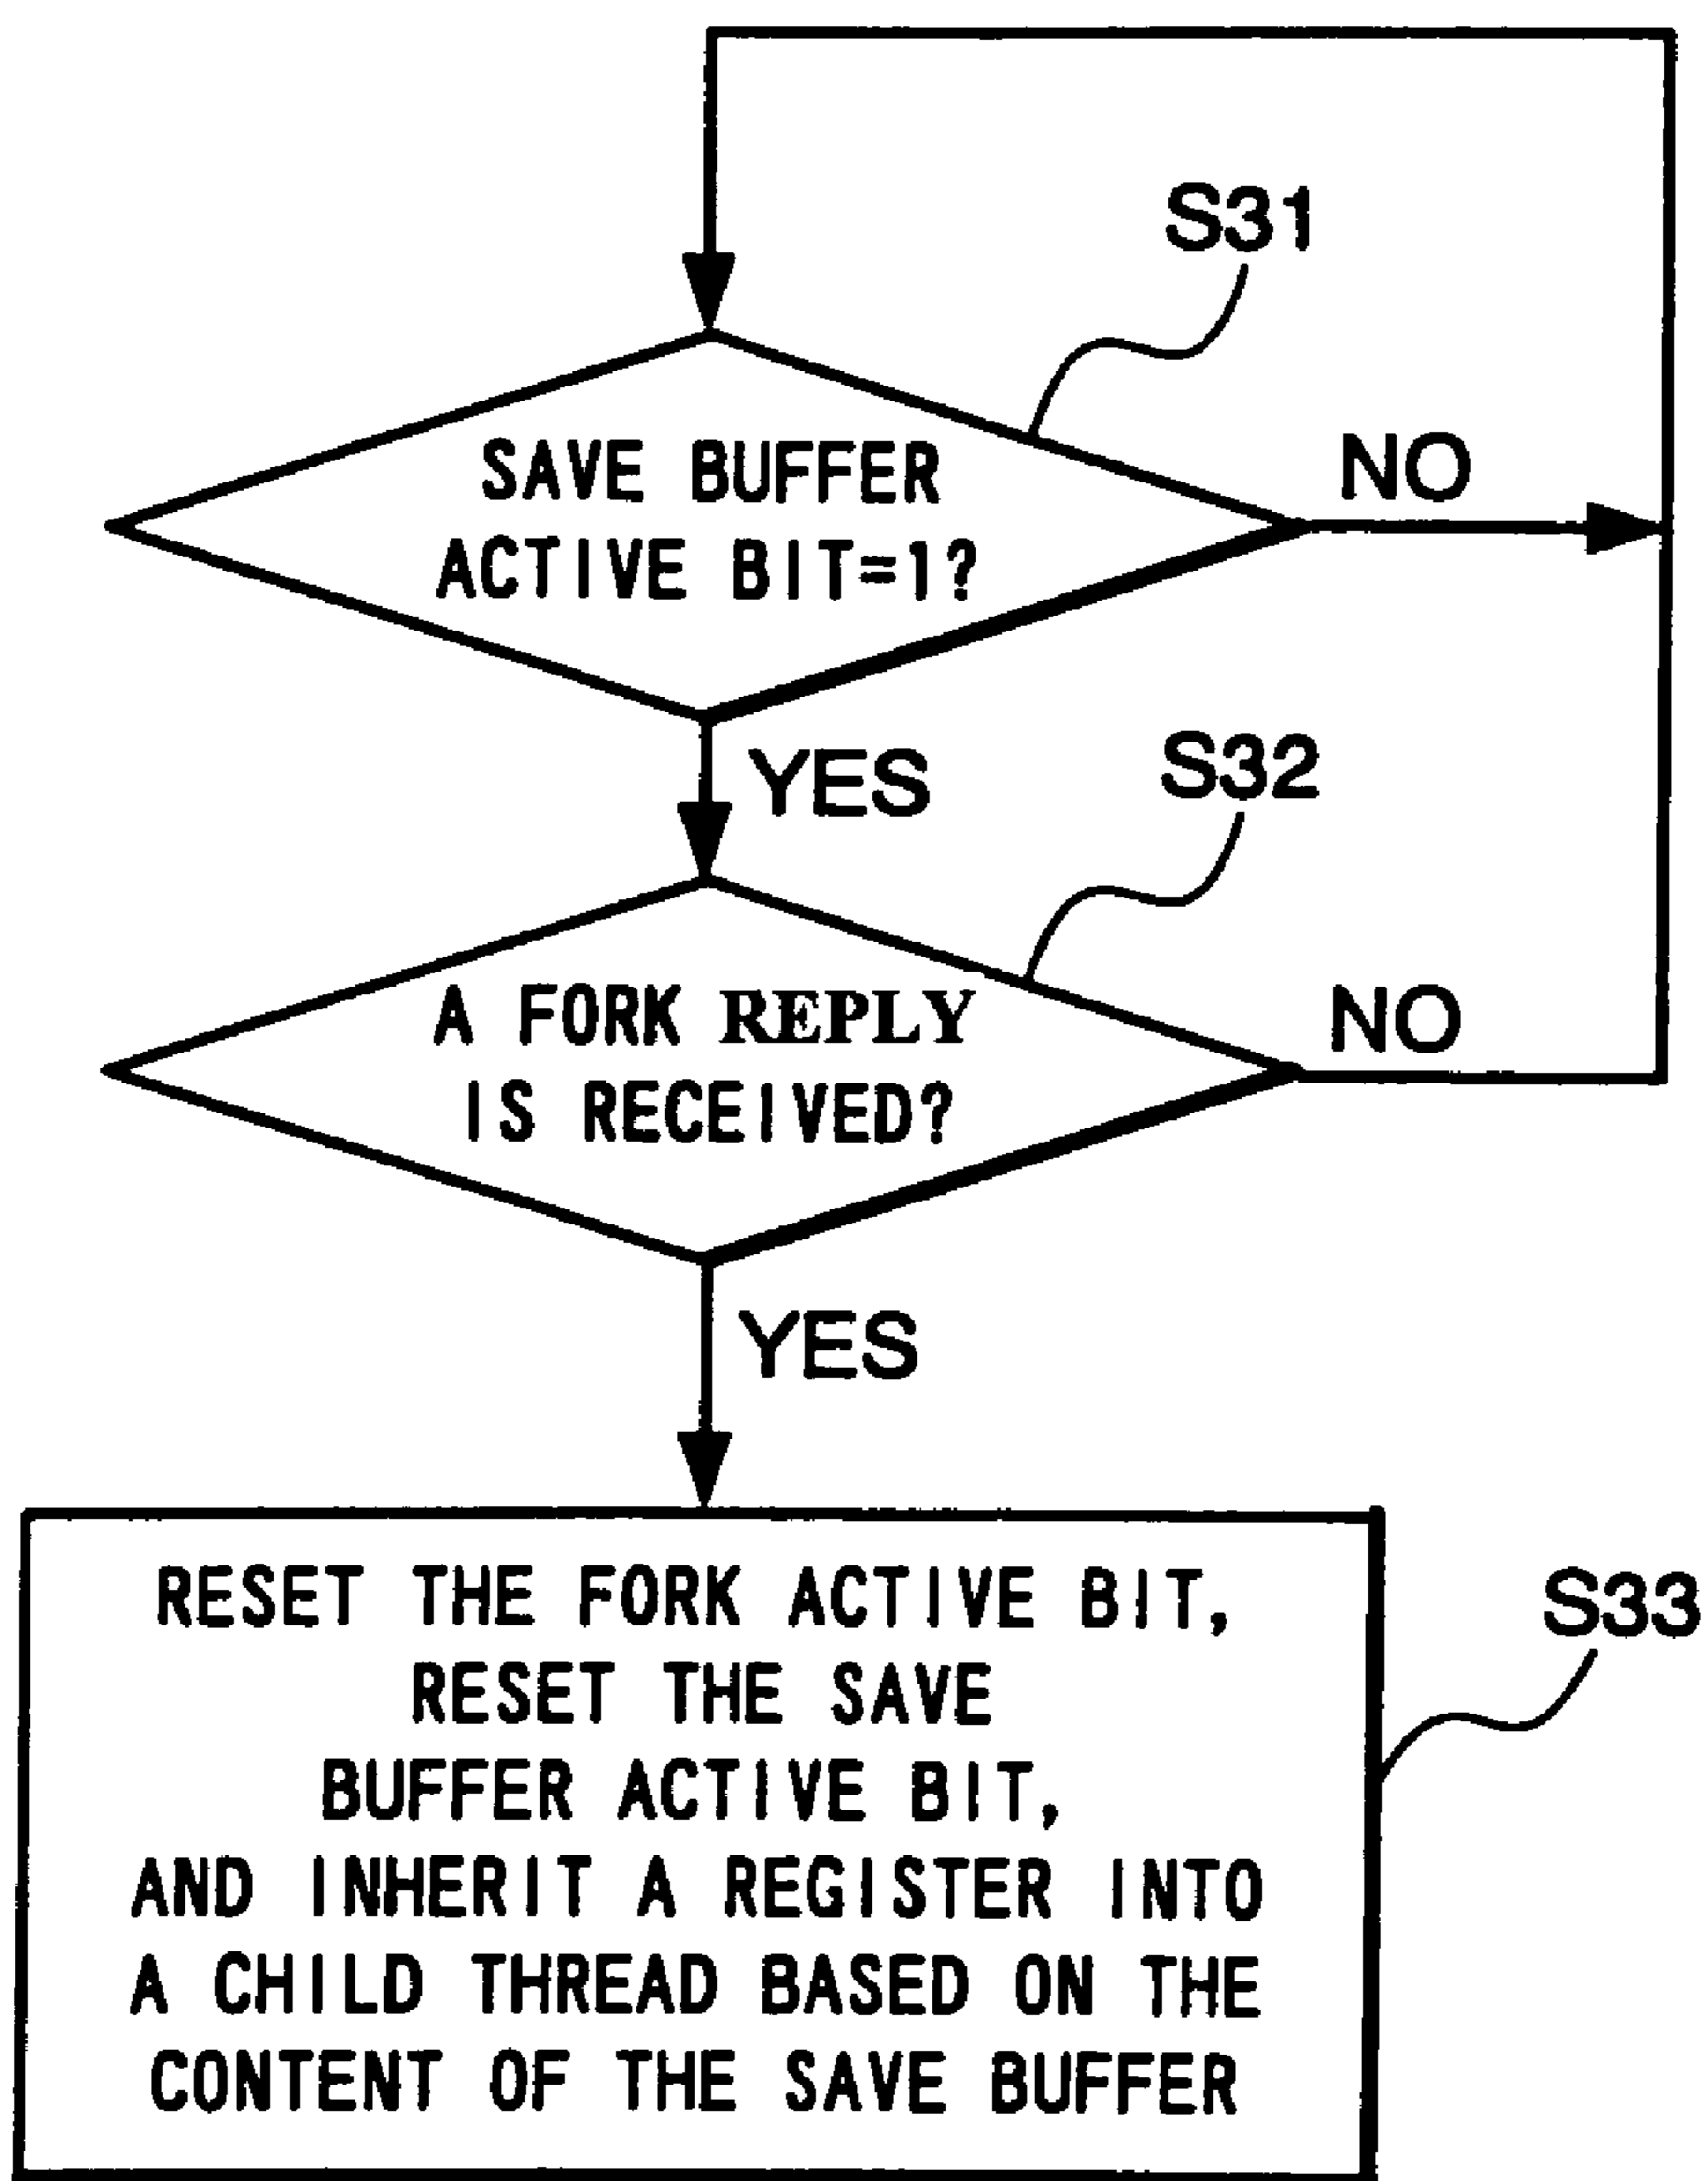 S31
SAVE BUFFER
ACTIVE BIT=1?
NO
YES
S32
A FORK REPLY
IS RECEIVED?
NO
YES
RESET THE FORK ACTIVE BIT,
RESET THE SAVE
BUFFER ACTIVE BIT,
AND INHERIT A REGISTER INTO
A CHILD THREAD BASED ON THE
CONTENT OF THE SAVE BUFFER
S33